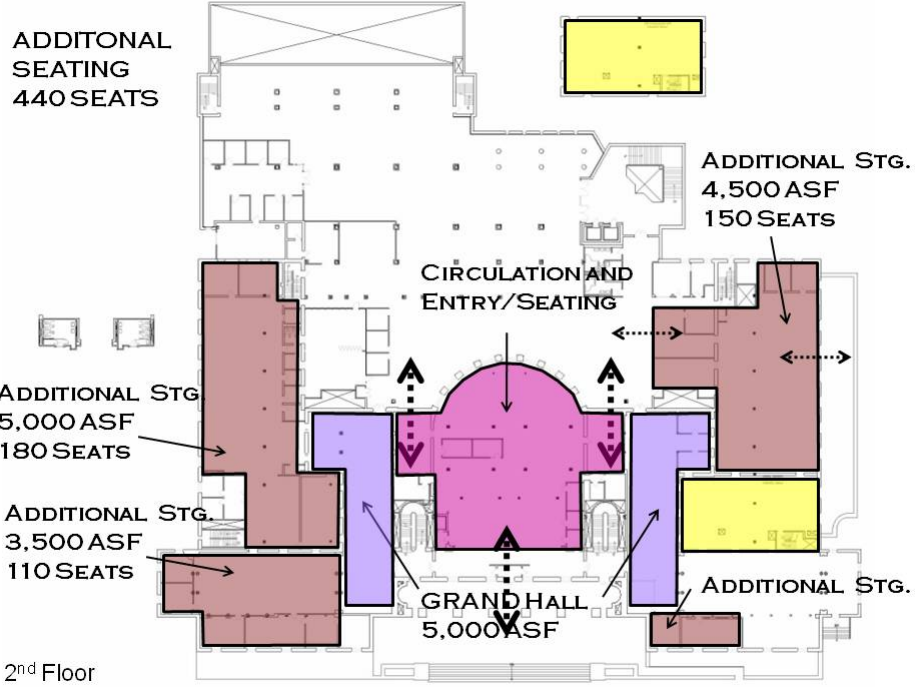 ADDITONAL
SEATING
440 SEATS
ADDITIONAL STG.
4,500 ASF
150 SEATS
CIRCULATION AND
ENTRY/SEATING
ADDITIONAL STG.
5,000 ASF
180 SEATS
ADDITIONAL STG.
3,500 ASF
110 SEATS
GRAND HALL
5,000 ASF
ADDITIONAL STG.
2nd Floor